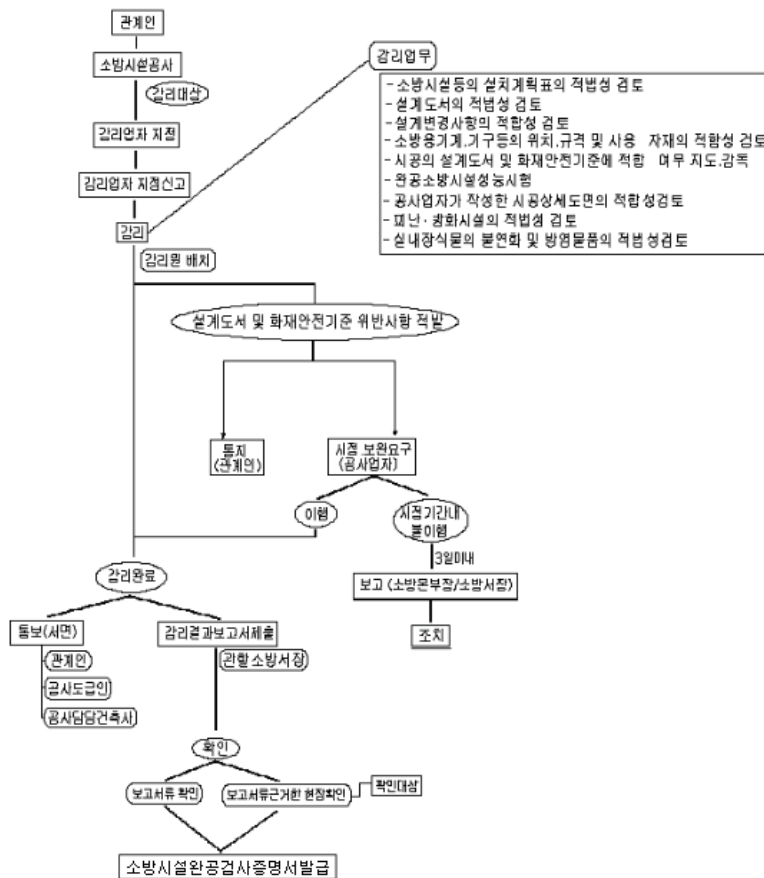 관계인
소방시설공사
감리대상
감리업자 지정
감리업자 지정신고
감리
감리원 배치
감리업무
- 소방시설등의 설치계획표의 적법성 검토
- 설계도서의 적법성 검토
- 설계변경사항의 적합성 검토
- 소방용기계.기구등의 위치.규격 및 사용 자재의 적합성 검토
- 시공의 설계도서 및 화재안전기준에 적합 여무 지도.감독
- 완공소방시설성능시험
- 공사업자가 작성한 시공상세도면의 적합성검토
- 피난·방화시설의 적법성 검토
- 실내장식물의 불연화 및 방염물품의 적법성검토
설계도서 및 화재안전기준 위반사항 적발
통지
(관계인)
시정 보완요구
(공사업자)
이행
시정기간내
불이행
3일이내
보고 (소방본부장/소방서장)
조치
감리완료
통보(서면)
관계인
공사도급인
공사담당건축사
감리결과보고서제출
관할소방서장
확인
보고서류 확인
보고서류근거한 현장확인
확인대상
소방시설완공검사증명서발급